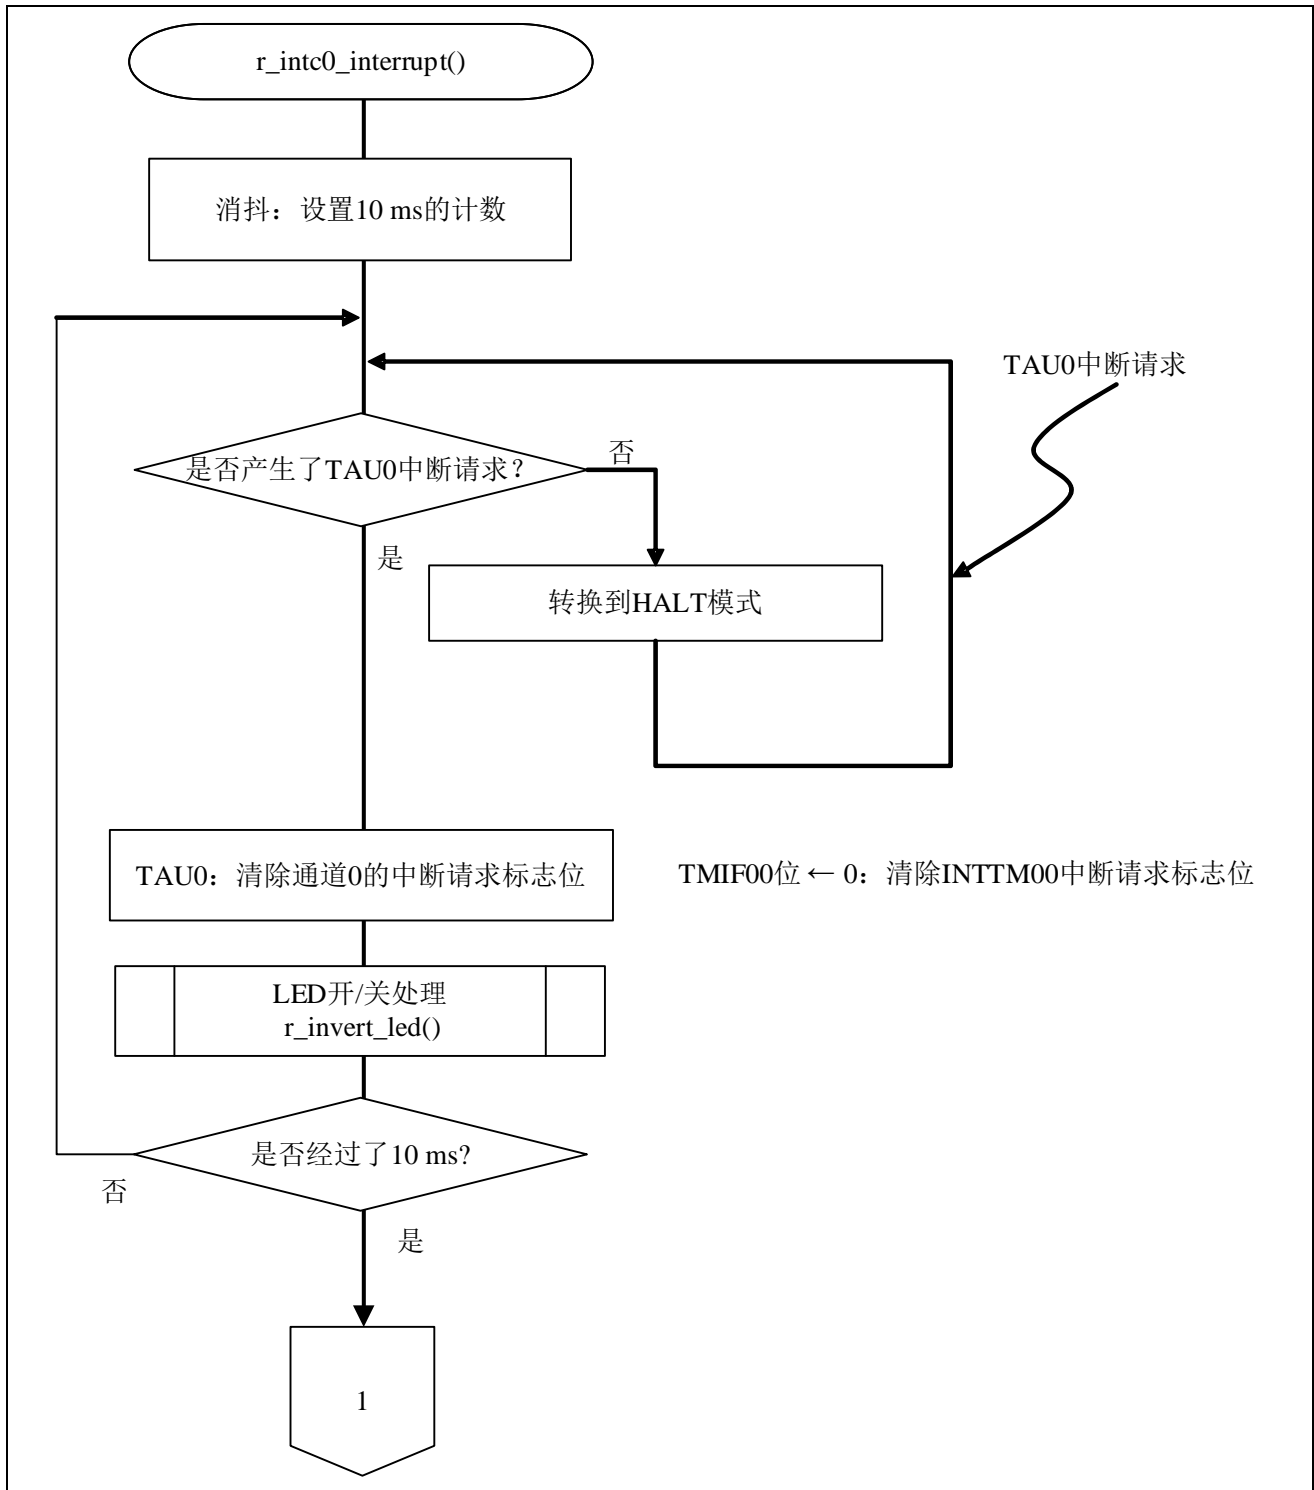 r_intc0_interrupt()
消抖：设置10 ms的计数
TAU0中断请求
是否产生了TAU0中断请求？
否
是
转换到HALT模式
TAU0：清除通道0的中断请求标志位
TMIF00位 ← 0：清除INTTM00中断请求标志位
LED开/关处理
r_invert_led()
是否经过了10 ms?
否
是
1